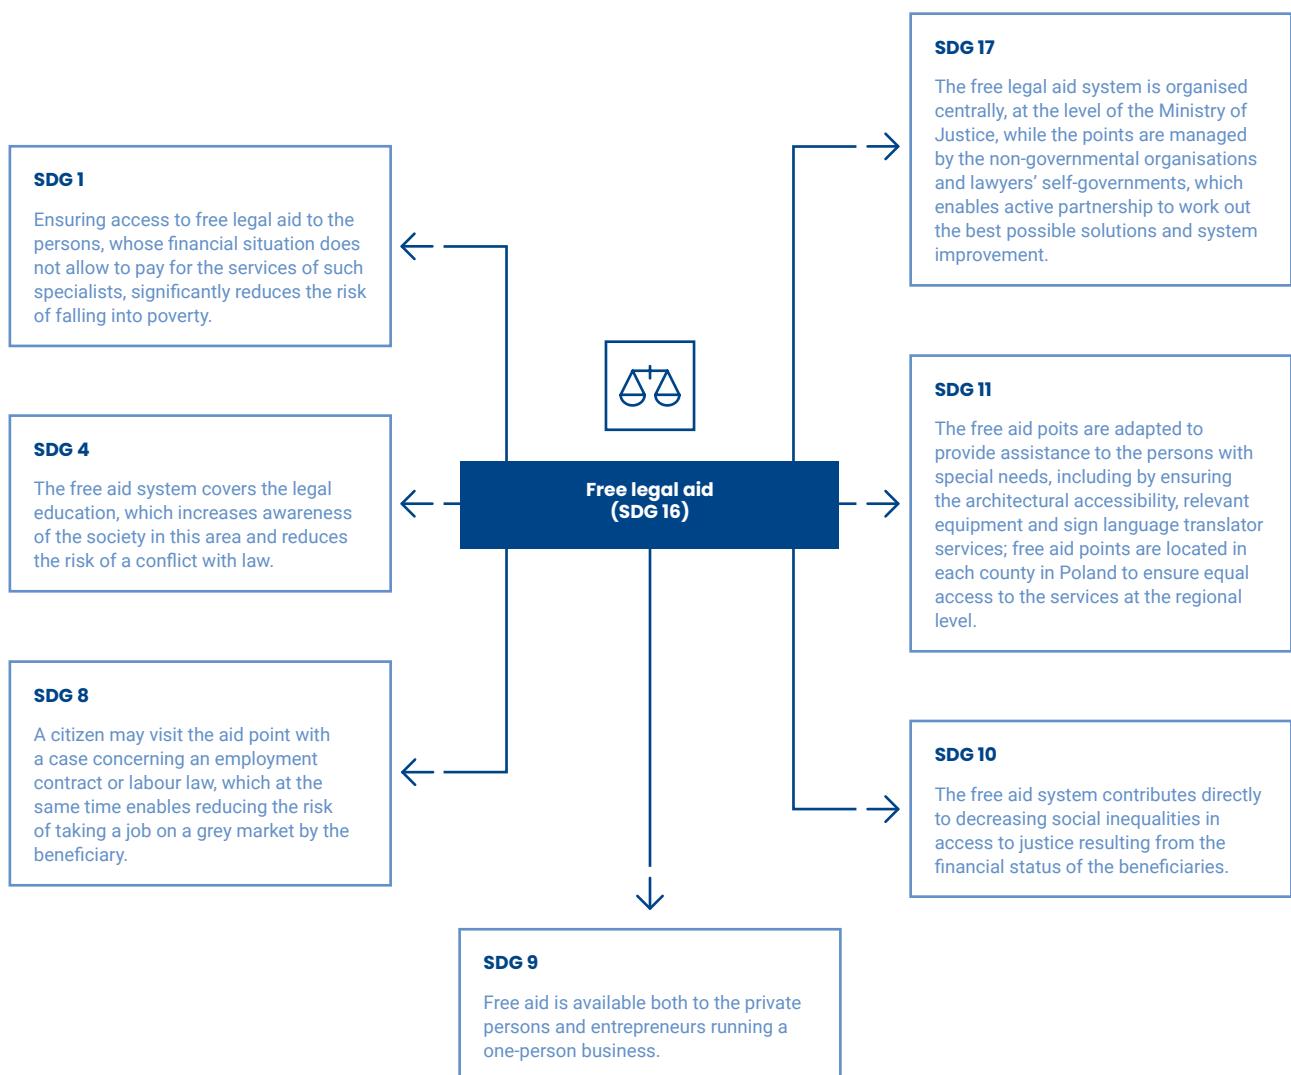 SDG 17
The free legal aid system is organised
centrally, at the level of the Ministry of
Justice, while the points are managed
by the non-governmental organisations
and lawyers’ self-governments, which
enables active partnership to work out
the best possible solutions and system
improvement.
SDG 1
Ensuring access to free legal aid to the
persons, whose financial situation does
not allow to pay for the services of such
specialists, significantly reduces the risk
of falling into poverty.
SDG 11
The free aid poits are adapted to
provide assistance to the persons with
special needs, including by ensuring
the architectural accessibility, relevant
equipment and sign language translator
services; free aid points are located in
each county in Poland to ensure equal
access to the services at the regional
level.
SDG 4
The free aid system covers the legal
education, which increases awareness
of the society in this area and reduces
the risk of a conflict with law.
Free legal aid
(SDG 16)
SDG 8
A citizen may visit the aid point with
a case concerning an employment
contract or labour law, which at the
same time enables reducing the risk
of taking a job on a grey market by the
beneficiary.
SDG 10
The free aid system contributes directly
to decreasing social inequalities in
access to justice resulting from the
financial status of the beneficiaries.
SDG 9
Free aid is available both to the private
persons and entrepreneurs running a
one-person business.